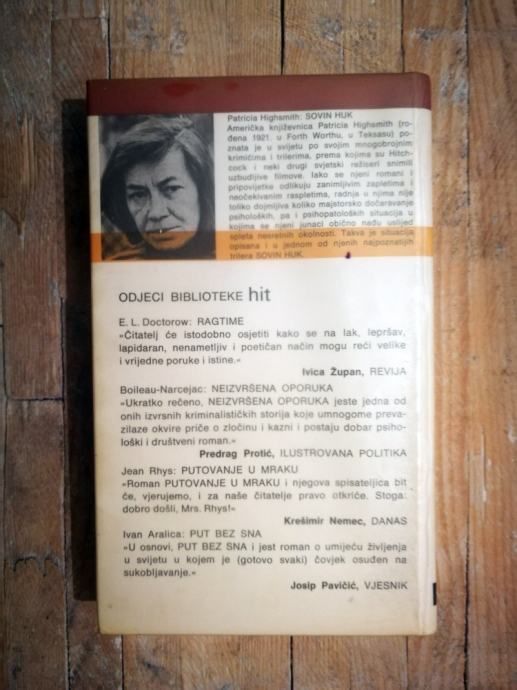 Patricia Highsmith: SOVIN HUK
Američka književnica Patricia Highsmith (ro-
đena 1921. u Forth Worthu, u Teksasu) po-
znata je u svijetu po svojim mnogobrojnim
krimićima i trilerima, prema kojima su Hitch-
cock i neki drugi svjetski režiseri snimili
uzbudljive filmove. Iako se njeni romani i
pripovijetke odlikuju zanimljivim zapletima i
neočekivanim raspletima, radnja u njima nije
toliko dojmljiva koliko majstorsko dočaravanje
psiholoških, pa i psihopatoloških situacija u
kojima se njeni junaci obično nađu uslijed
spleta nesretnih okolnosti. Takva je situacija
opisana i u jednom od njenih najpoznatijih
trilera SOVIN HUK.
ODJECI BIBLIOTEKE hit
E. L. Doctorow: RAGTIME
»Čitatelj će istodobno osjetiti kako se na lak, lepršav,
lapidaran, nenametljiv i poetičan način mogu reći velike
i vrijedne poruke i istine.«
Ivica Župan, REVIJA
Boileau-Narcejac: NEIZVRŠENA OPORUKA
»Ukratko rečeno, NEIZVRŠENA OPORUKA jeste jedna od
onih izvrsnih kriminalističkih storija koje umnogome preva-
zilaze okvire priče o zločinu i kazni i postaju dobar psiho-
loški i društveni roman.«
Predrag Protić, ILUSTROVANA POLITIKA
Jean Rhys: PUTOVANJE U MRAKU
»Roman PUTOVANJE U MRAKU i njegova spisateljica bit
će, vjerujemo, i za naše čitatelje pravo otkriće. Stoga:
dobro došli, Mrs. Rhys!«
Krešimir Nemec, DANAS
Ivan Aralica: PUT BEZ SNA
»U osnovi, PUT BEZ SNA i jest roman o umijeću življenja
u svijetu u kojem je (gotovo svaki) čovjek osuđen na
sukobljavanje.«
Josip Pavičić, VJESNIK